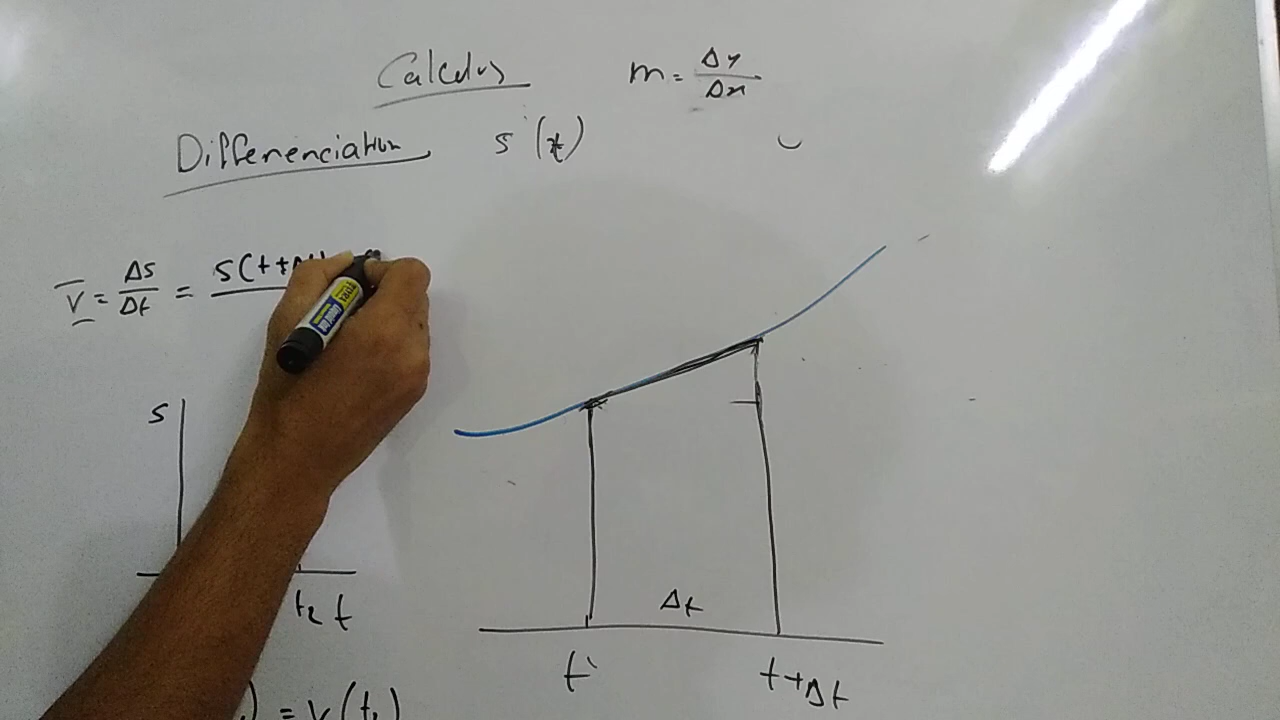 Calculus
m = Δy/Δx
Differenciation
s(t)
v̅ = Δs/Δt = s(t+Δt)
s
t₂ t
) = v(t₁)
Δt
t
t+Δt